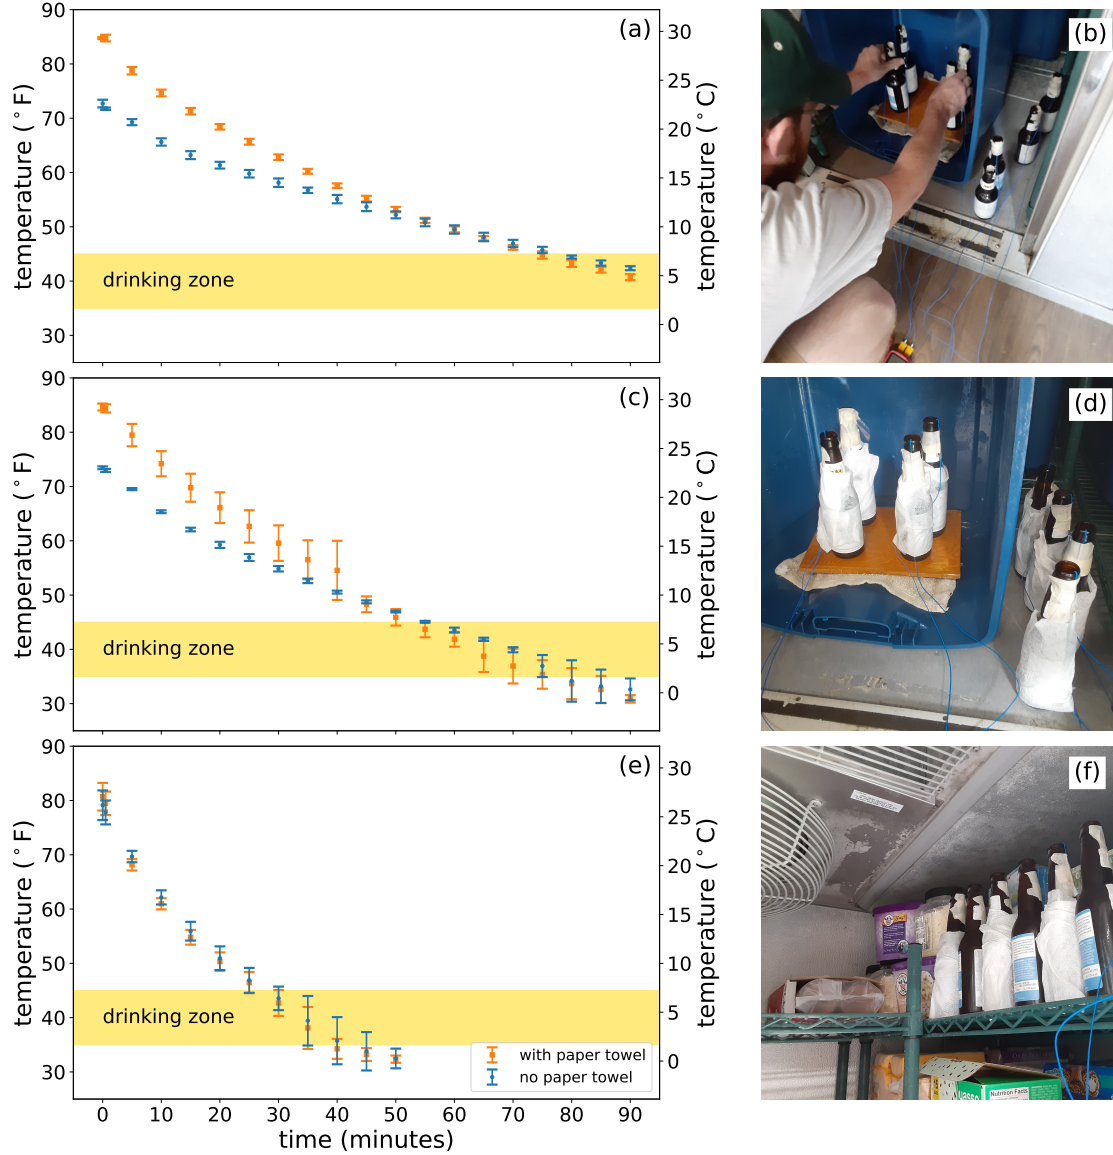 (a)
90
80
70
60
50
40
30
temperature (°F)
drinking zone
30
25
20
15
10
5
0
temperature (°C)
(b)
(c)
90
80
70
60
50
40
30
temperature (°F)
drinking zone
30
25
20
15
10
5
0
temperature (°C)
(d)
(e)
90
80
70
60
50
40
30
temperature (°F)
drinking zone
with paper towel
no paper towel
30
25
20
15
10
5
0
temperature (°C)
0 10 20 30 40 50 60 70 80 90
time (minutes)
(f)
Nutrition Facts